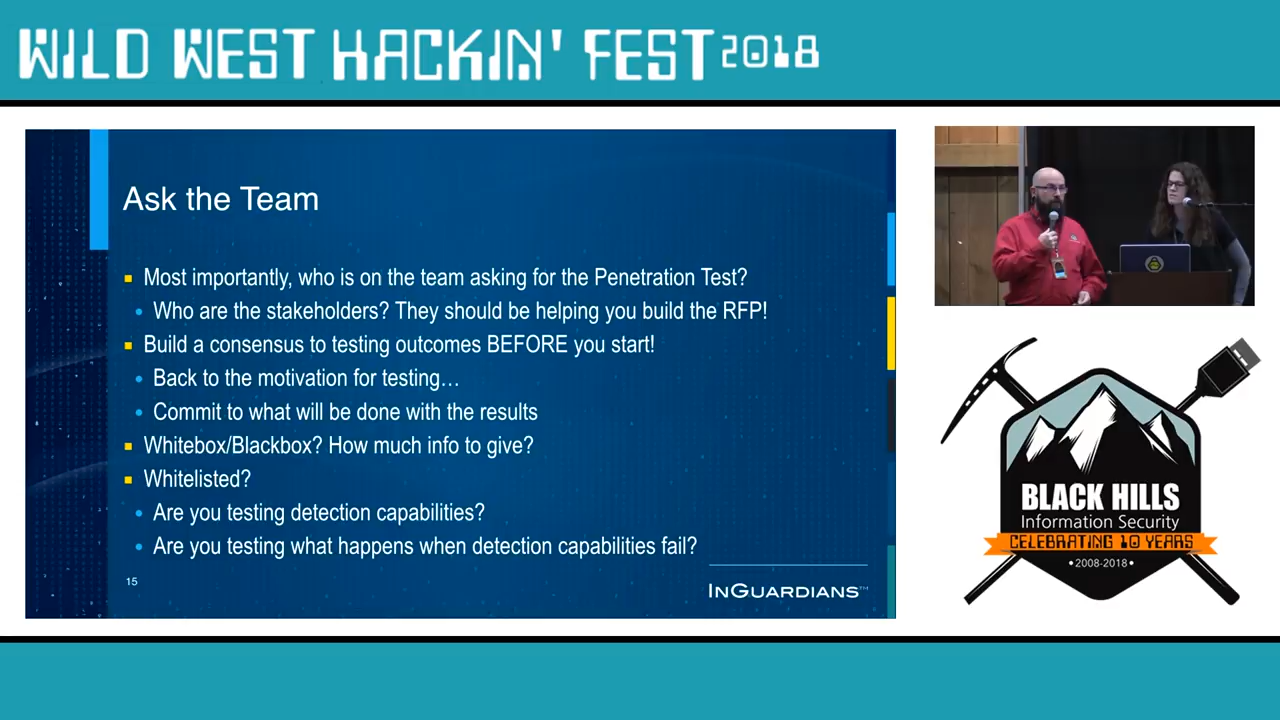 WILD WEST HACKIN' FEST 2018
Ask the Team
Most importantly, who is on the team asking for the Penetration Test?
Who are the stakeholders? They should be helping you build the RFP!
Build a consensus to testing outcomes BEFORE you start!
Back to the motivation for testing…
Commit to what will be done with the results
Whitebox/Blackbox? How much info to give?
Whitelisted?
Are you testing detection capabilities?
Are you testing what happens when detection capabilities fail?
15
INGUARDIANS™
BLACK HILLS
Information Security
CELEBRATING 10 YEARS
•2008-2018•